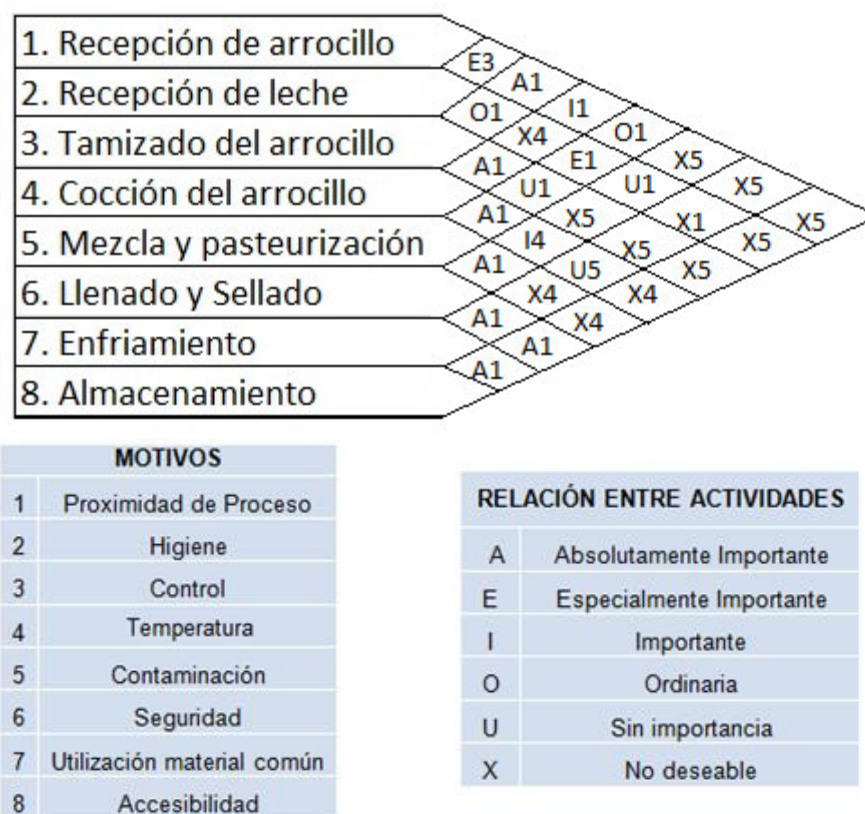 1. Recepción de arrocillo
2. Recepción de leche
3. Tamizado del arrocillo
4. Cocción del arrocillo
5. Mezcla y pasteurización
6. Llenado y Sellado
7. Enfriamiento
8. Almacenamiento
E3 A1 I1 O1 X5 X5 X5
O1 X4 E1 U1 X1 X5
A1 U1 X5 X5 X5
A1 I4 U5 X4
A1 X4 X4
A1 A1
A1
MOTIVOS
1 Proximidad de Proceso
2 Higiene
3 Control
4 Temperatura
5 Contaminación
6 Seguridad
7 Utilización material común
8 Accesibilidad
RELACIÓN ENTRE ACTIVIDADES
A Absolutamente Importante
E Especialmente Importante
I Importante
O Ordinaria
U Sin importancia
X No deseable